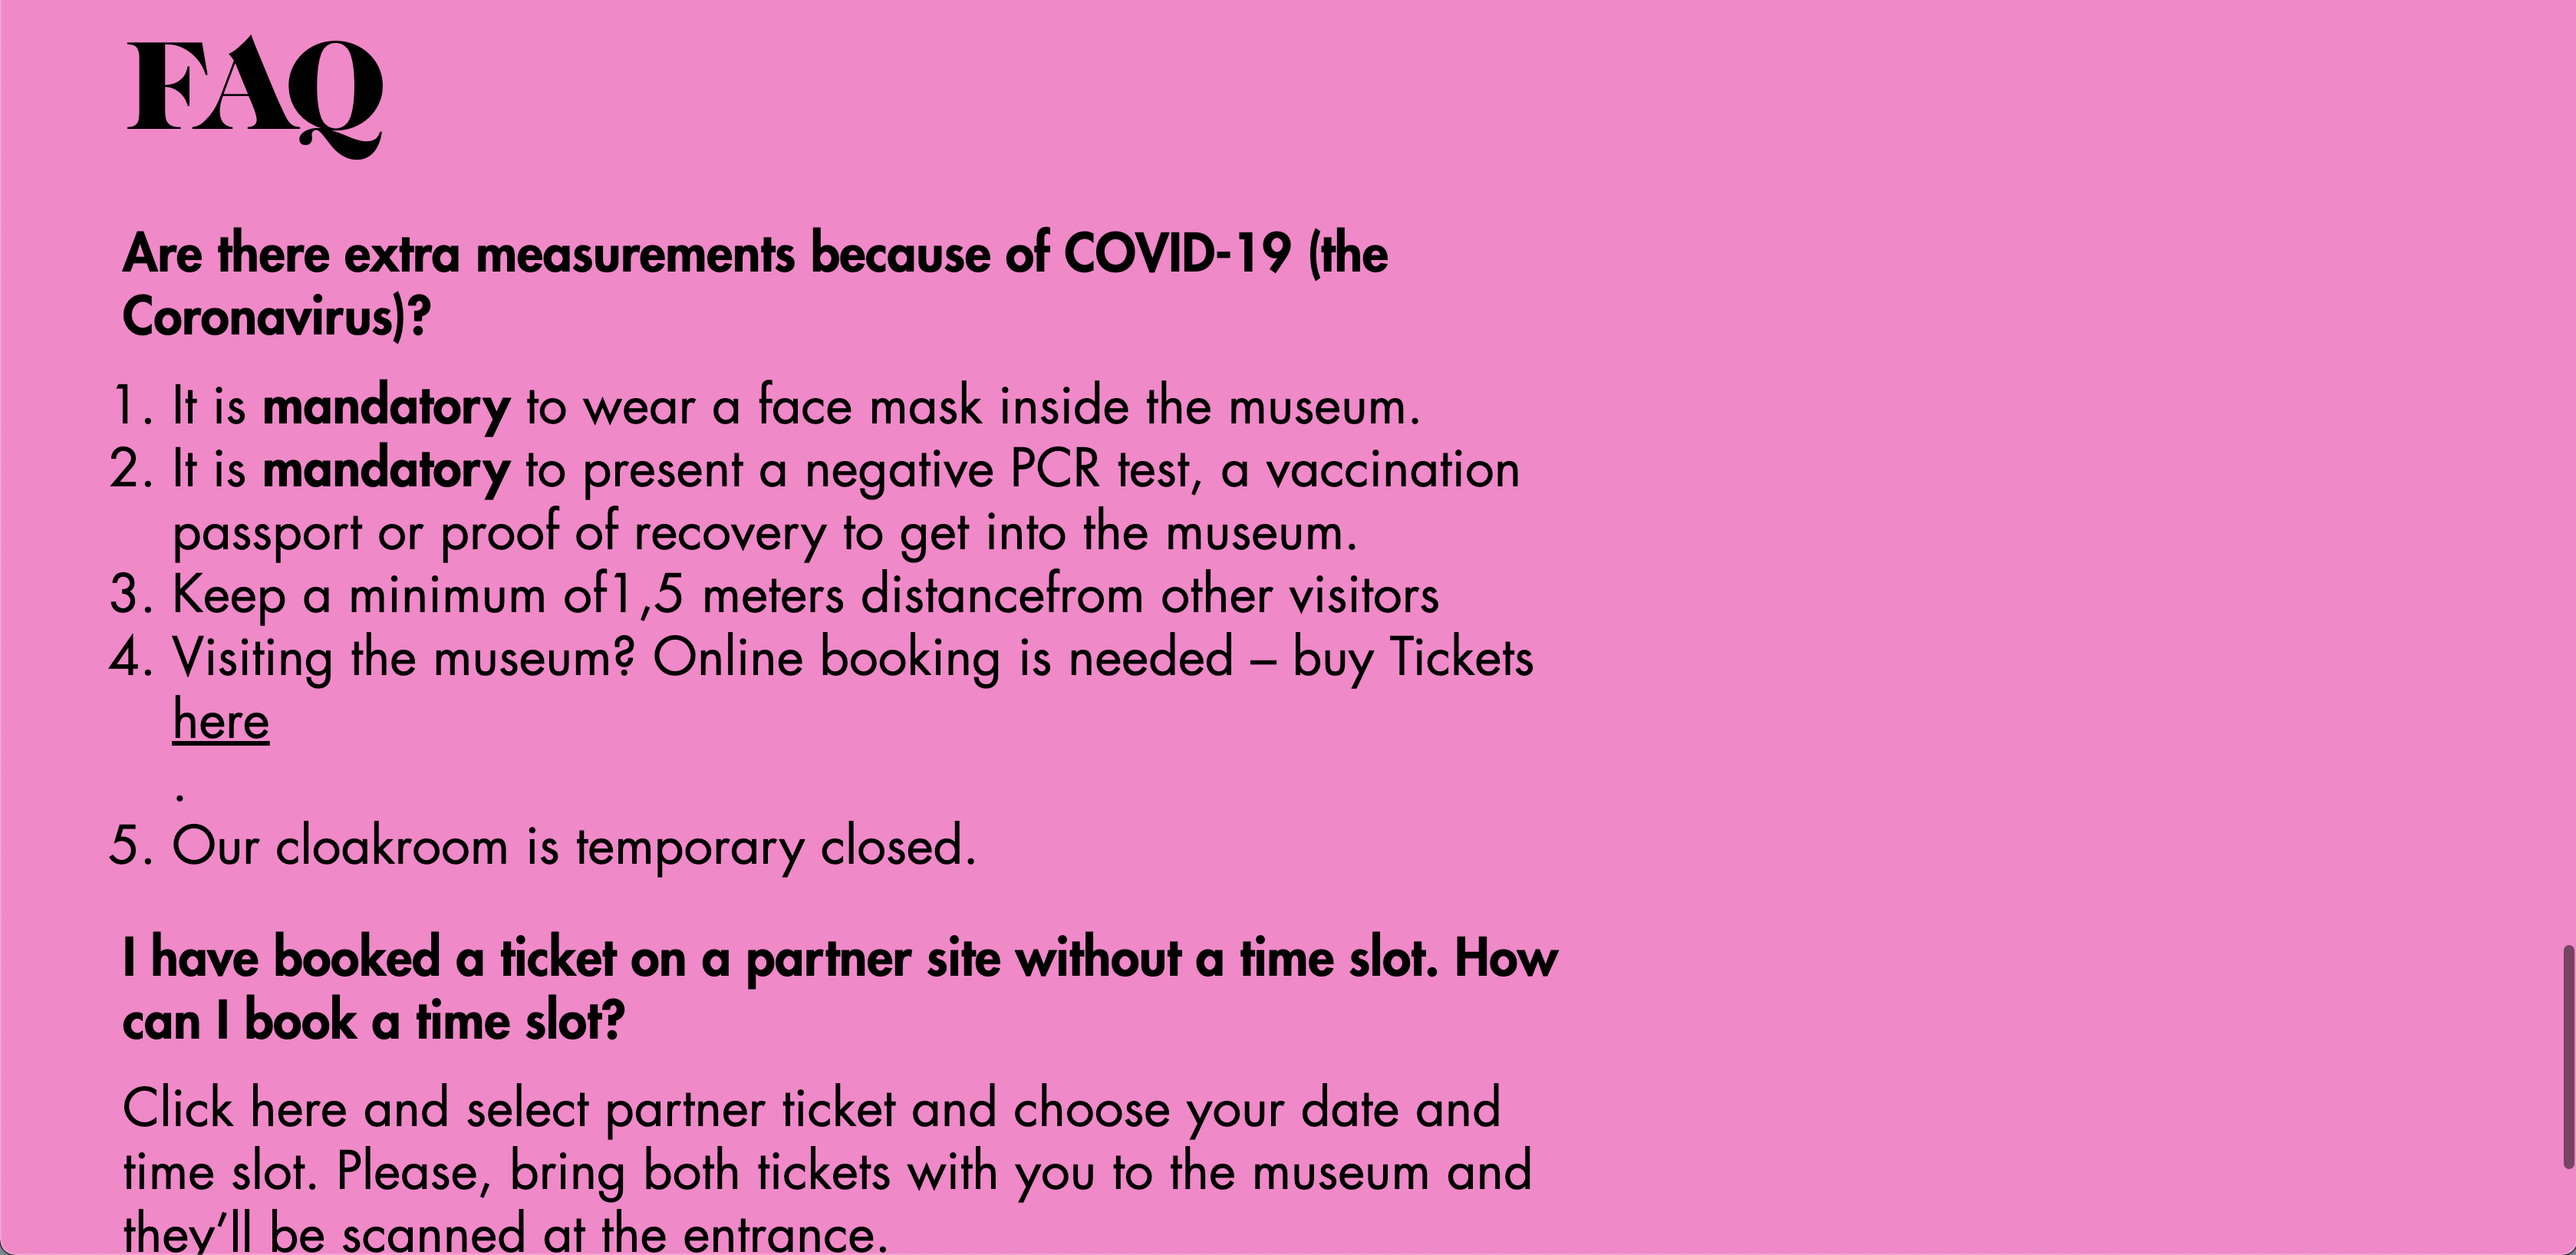 FAQ
Are there extra measurements because of COVID-19 (the
Coronavirus)?
1. It is mandatory to wear a face mask inside the museum.
2. It is mandatory to present a negative PCR test, a vaccination
passport or proof of recovery to get into the museum.
3. Keep a minimum of1,5 meters distancefrom other visitors
4. Visiting the museum? Online booking is needed – buy Tickets
here
.
5. Our cloakroom is temporary closed.
I have booked a ticket on a partner site without a time slot. How
can I book a time slot?
Click here and select partner ticket and choose your date and
time slot. Please, bring both tickets with you to the museum and
they’ll be scanned at the entrance.